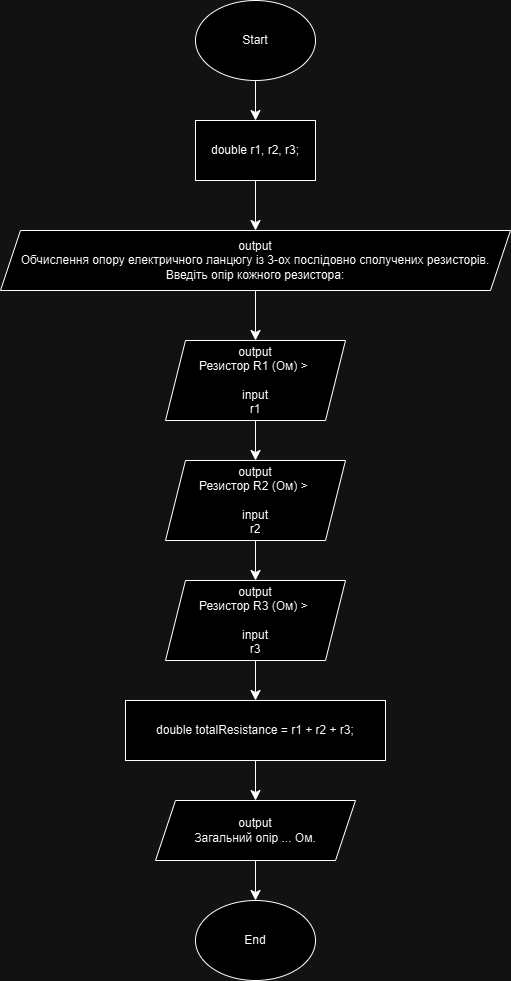 Start
double r1, r2, r3;
output
Обчислення опору електричного ланцюгу із 3-ох послідовно сполучених резисторів.
Введіть опір кожного резистора:
output
Резистор R1 (Ом) >
input
r1
output
Резистор R2 (Ом) >
input
r2
output
Резистор R3 (Ом) >
input
r3
double totalResistance = r1 + r2 + r3;
output
Загальний опір ... Ом.
End